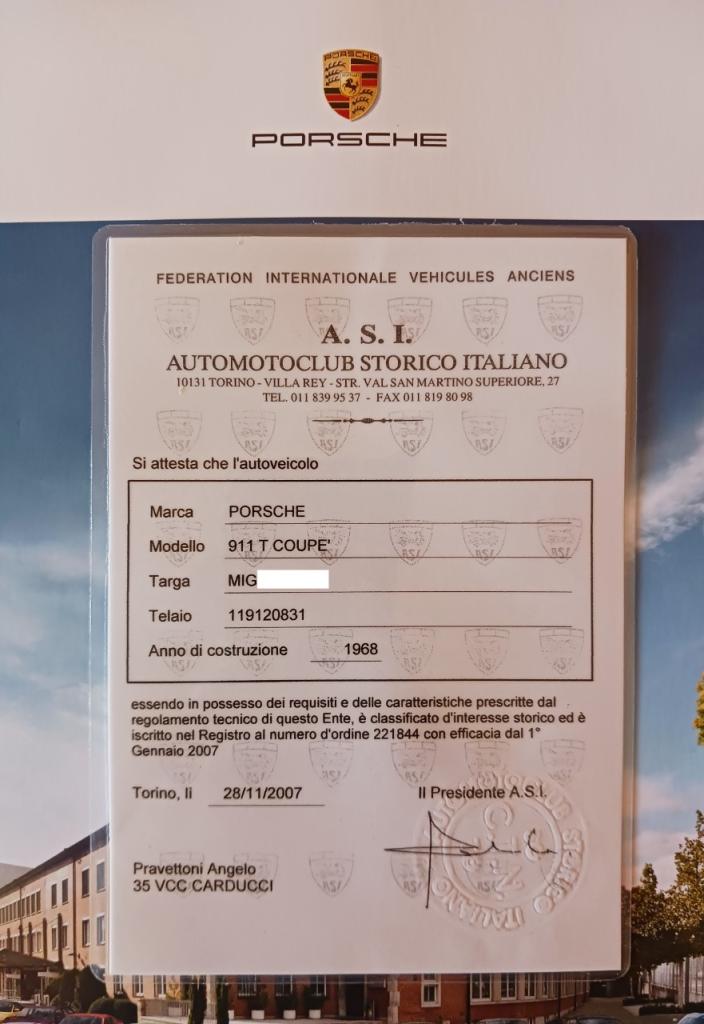 PORSCHE
PORSCHE
FEDERATION INTERNATIONALE VEHICULES ANCIENS
A. S. I.
AUTOMOTOCLUB STORICO ITALIANO
10131 TORINO - VILLA REY - STR. VAL SAN MARTINO SUPERIORE, 27
TEL. 011 839 95 37 - FAX 011 819 80 98
Si attesta che l'autoveicolo
Marca PORSCHE
Modello 911 T COUPE'
Targa MIG
Telaio 119120831
Anno di costruzione 1968
essendo in possesso dei requisiti e delle caratteristiche prescritte dal
regolamento tecnico di questo Ente, è classificato d'interesse storico ed è
iscritto nel Registro al numero d'ordine 221844 con efficacia dal 1°
Gennaio 2007
Torino, lì 28/11/2007 Il Presidente A.S.I.
Pravettoni Angelo
35 VCC CARDUCCI
AUTOMOTOCLUB STORICO ITALIANO
ASI